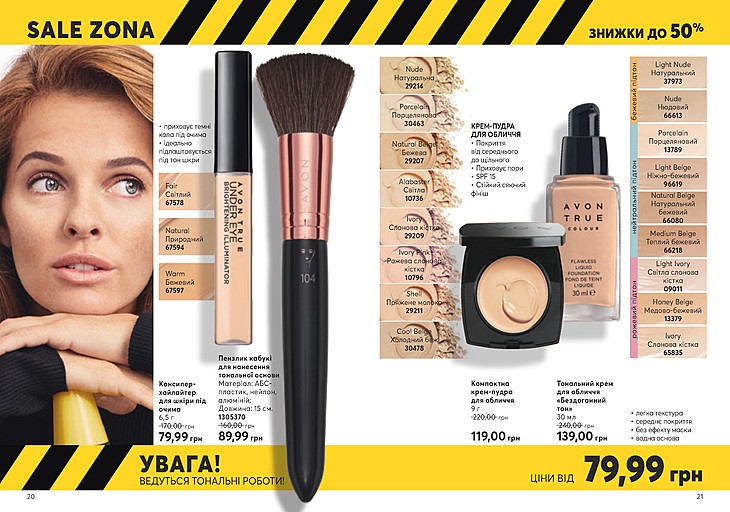 SALE ZONA
ЗНИЖКИ ДО 50%
• приховує темні
кола під очима
• ідеально
підлаштовується
під тон шкіри
Fair
Світлий
67578
Natural
Природний
67594
Warm
Бежевий
67597
AVON TRUE
UNDER EYE
BRIGHTENING ILLUMINATOR
AVON
104
Консилер-
хайлайтер
для шкіри під
очима
6,5 г
170,00 грн
79,99 грн
Пензлик кабукі
для нанесення
тональної основи
Матеріал: АБС-
пластик, нейлон,
алюміній;
Довжина: 15 см.
1305370
160,00 грн
89,99 грн
Nude
Натуральна
29214
Porcelain
Порцелянова
30463
Natural Beige
Бежева
29207
Alabaster
Світло
10736
Ivory
Слонова кістка
29209
Ivory Pink
Рожева слонова
кістка
10796
Shell
Пряжене молоко
29211
Cool Beige
Холодний беж
30478
КРЕМ-ПУДРА
ДЛЯ ОБЛИЧЧЯ
• Покриття
від середнього
до щільного
• Приховує пори
• SPF 15
• Стійкий сяючий
фініш
AVON
TRUE
COLOUR
FLAWLESS
LIQUID
FOUNDATION
FOND DE TEINT
LIQUIDE
30 ml e
бежевий підтон
Light Nude
Натуральний
37973
Nude
Нюдовий
66613
нейтральний підтон
Porcelain
Порцеляновий
13789
Light Beige
Ніжно-бежевий
96619
Natural Beige
Натуральний
бежевий
66080
Medium Beige
Теплий бежевий
66218
рожевий підтон
Light Ivory
Світла слонова
кістка
09011
Honey Beige
Медово-бежевий
13379
Ivory
Слонова кістка
65835
Компактна
крем-пудра
для обличчя
9 г
220,00 грн
119,00 грн
Тональний крем
для обличчя
«Бездоганний
тон»
30 мл
240,00 грн
139,00 грн
• легка текстура
• середнє покриття
• без ефекту маски
• водна основа
УВАГА!
ВЕДУТЬСЯ ТОНАЛЬНІ РОБОТИ!
ЦІНИ ВІД 79,99 грн
20
21